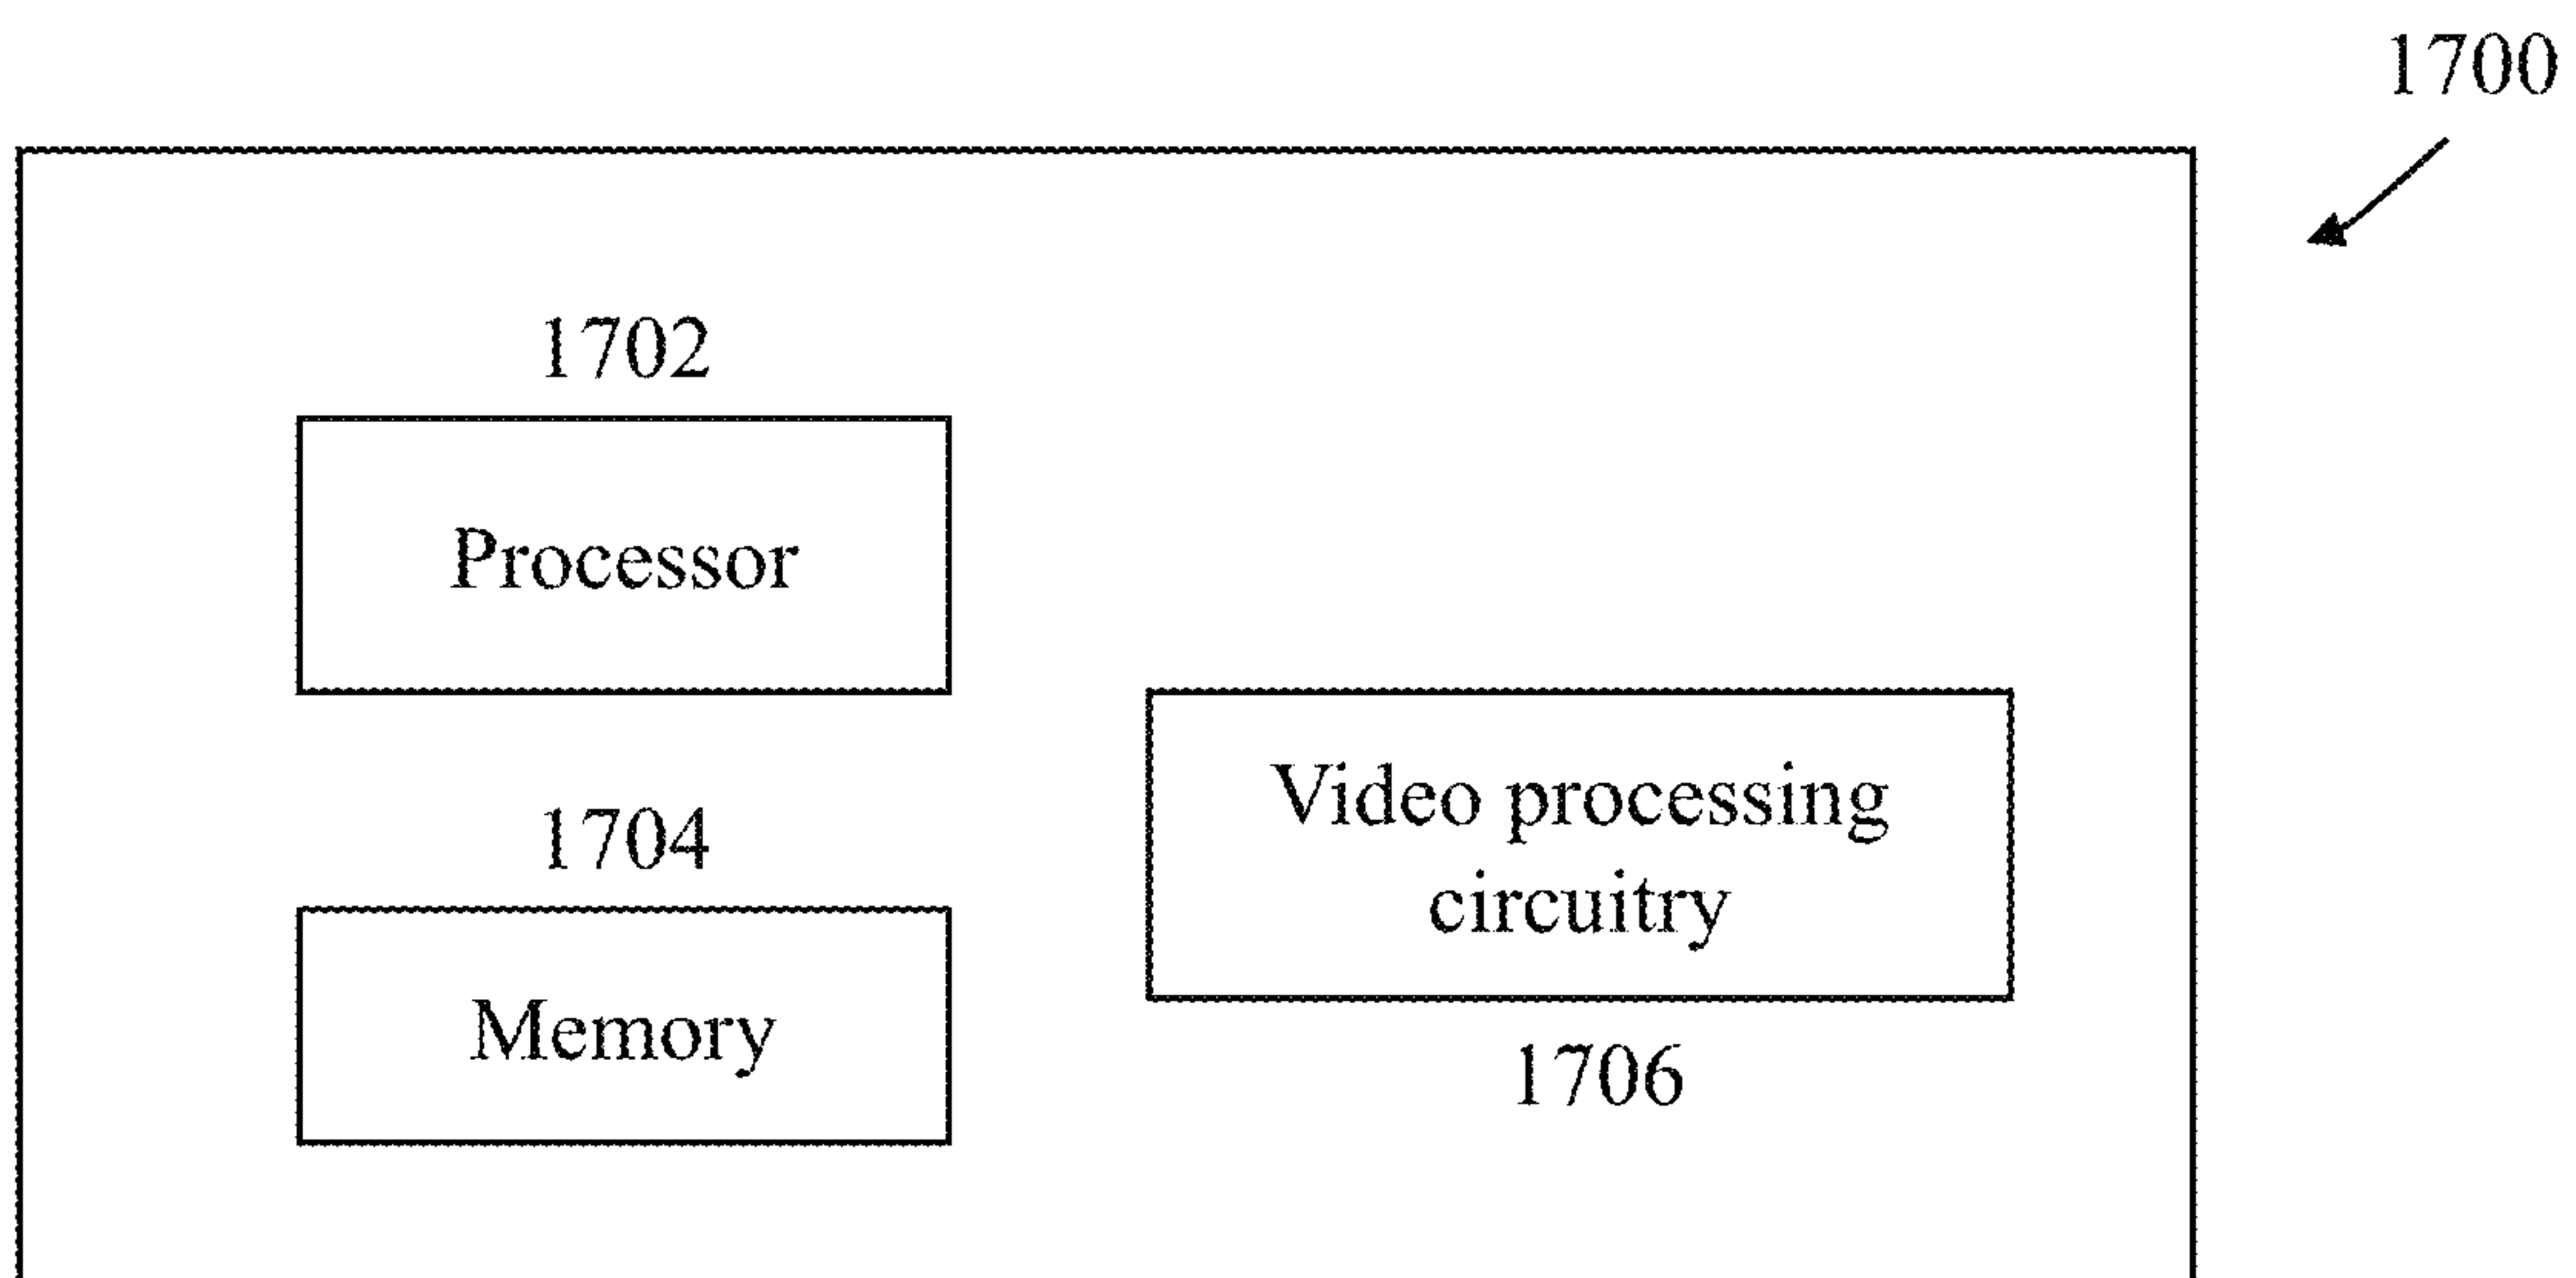 1700
1702
Processor
1704
Memory
Video processing
circuitry
1706